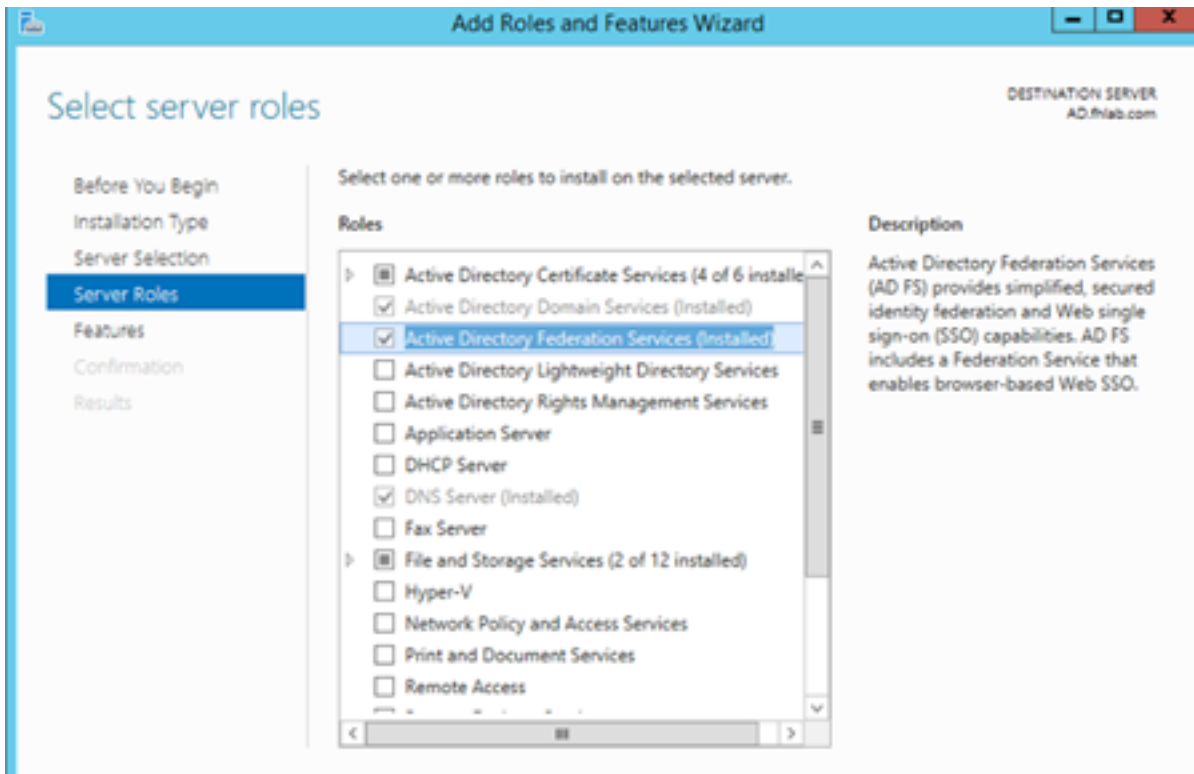 Add Roles and Features Wizard
Select server roles
DESTINATION SERVER
AD.fhlab.com
Before You Begin
Installation Type
Server Selection
Server Roles
Features
Confirmation
Results
Select one or more roles to install on the selected server.
Roles
Active Directory Certificate Services (4 of 6 installe
Active Directory Domain Services (Installed)
Active Directory Federation Services (Installed)
Active Directory Lightweight Directory Services
Active Directory Rights Management Services
Application Server
DHCP Server
DNS Server (Installed)
Fax Server
File and Storage Services (2 of 12 installed)
Hyper-V
Network Policy and Access Services
Print and Document Services
Remote Access
Description
Active Directory Federation Services
(AD FS) provides simplified, secured
identity federation and Web single
sign-on (SSO) capabilities. AD FS
includes a Federation Service that
enables browser-based Web SSO.